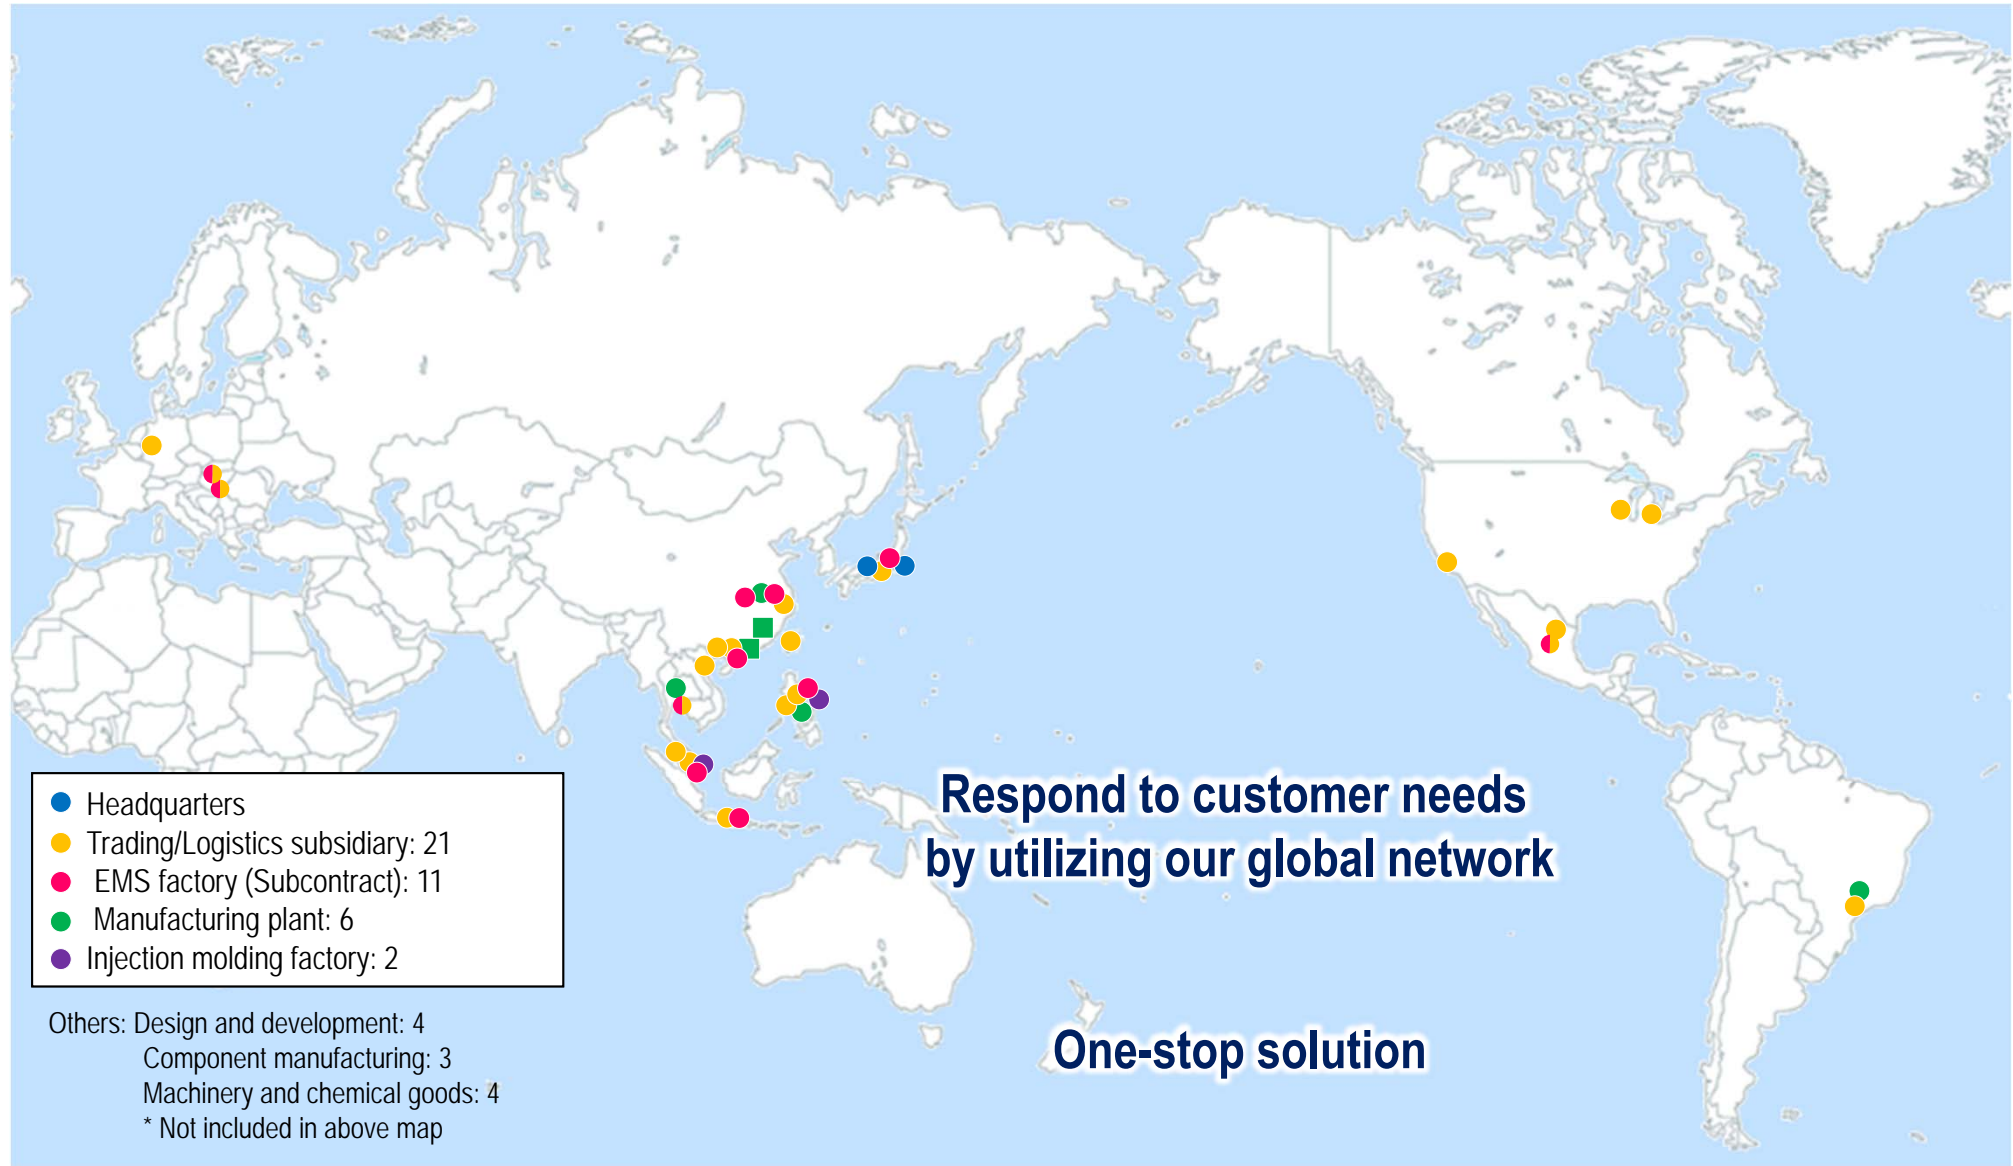 Respond to customer needs
by utilizing our global network
Headquarters
Trading/Logistics subsidiary: 21
EMS factory (Subcontract): 11
Manufacturing plant: 6
Injection molding factory: 2
Others: Design and development: 4
Component manufacturing: 3
Machinery and chemical goods: 4
* Not included in above map
One-stop solution